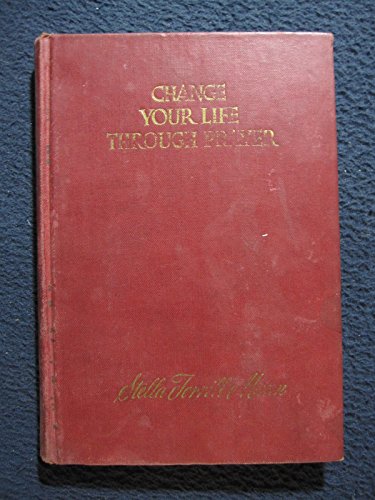 CHANGE
YOUR LIFE
THROUGH PRAYER
Stella Terrill Mann